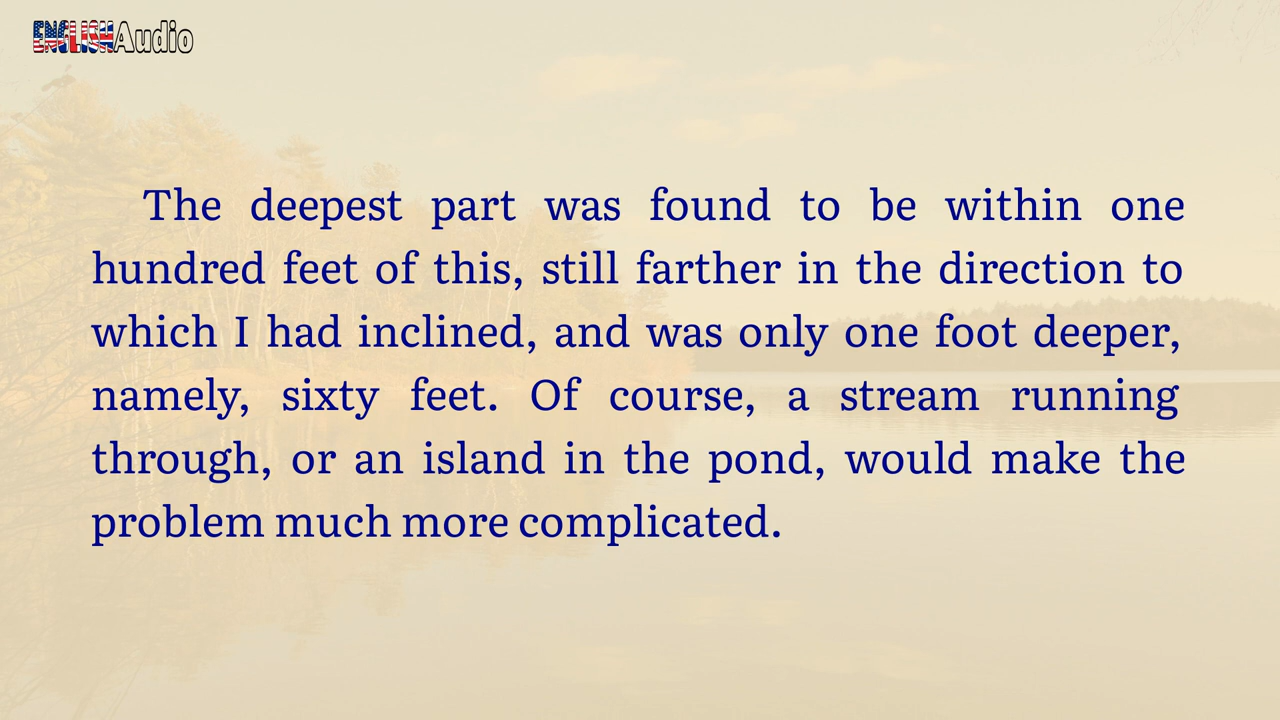 ENGLISHAudio
The deepest part was found to be within one
hundred feet of this, still farther in the direction to
which I had inclined, and was only one foot deeper,
namely, sixty feet. Of course, a stream running
through, or an island in the pond, would make the
problem much more complicated.